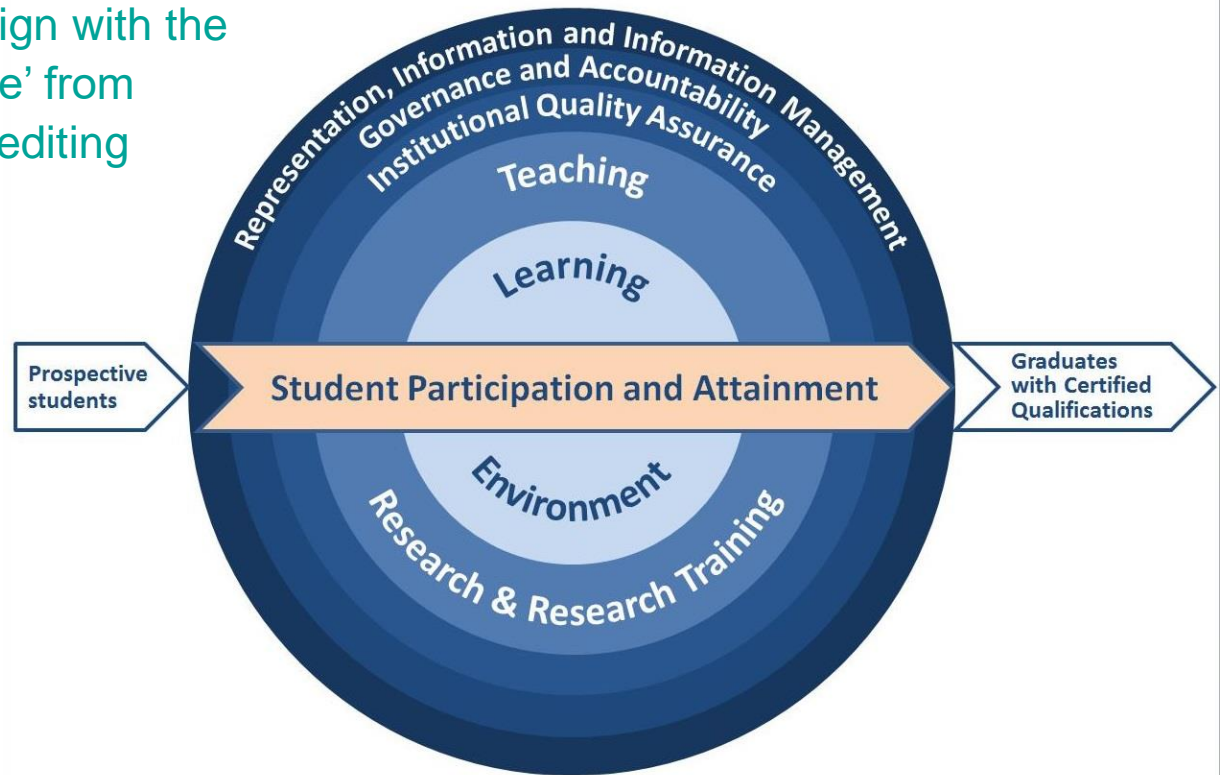 ign with the
e’ from
editing
Representation, Information and Information Management
Governance and Accountability
Institutional Quality Assurance
Teaching
Learning
Prospective
students
Student Participation and Attainment
Graduates
with Certified
Qualifications
Environment
Research & Research Training